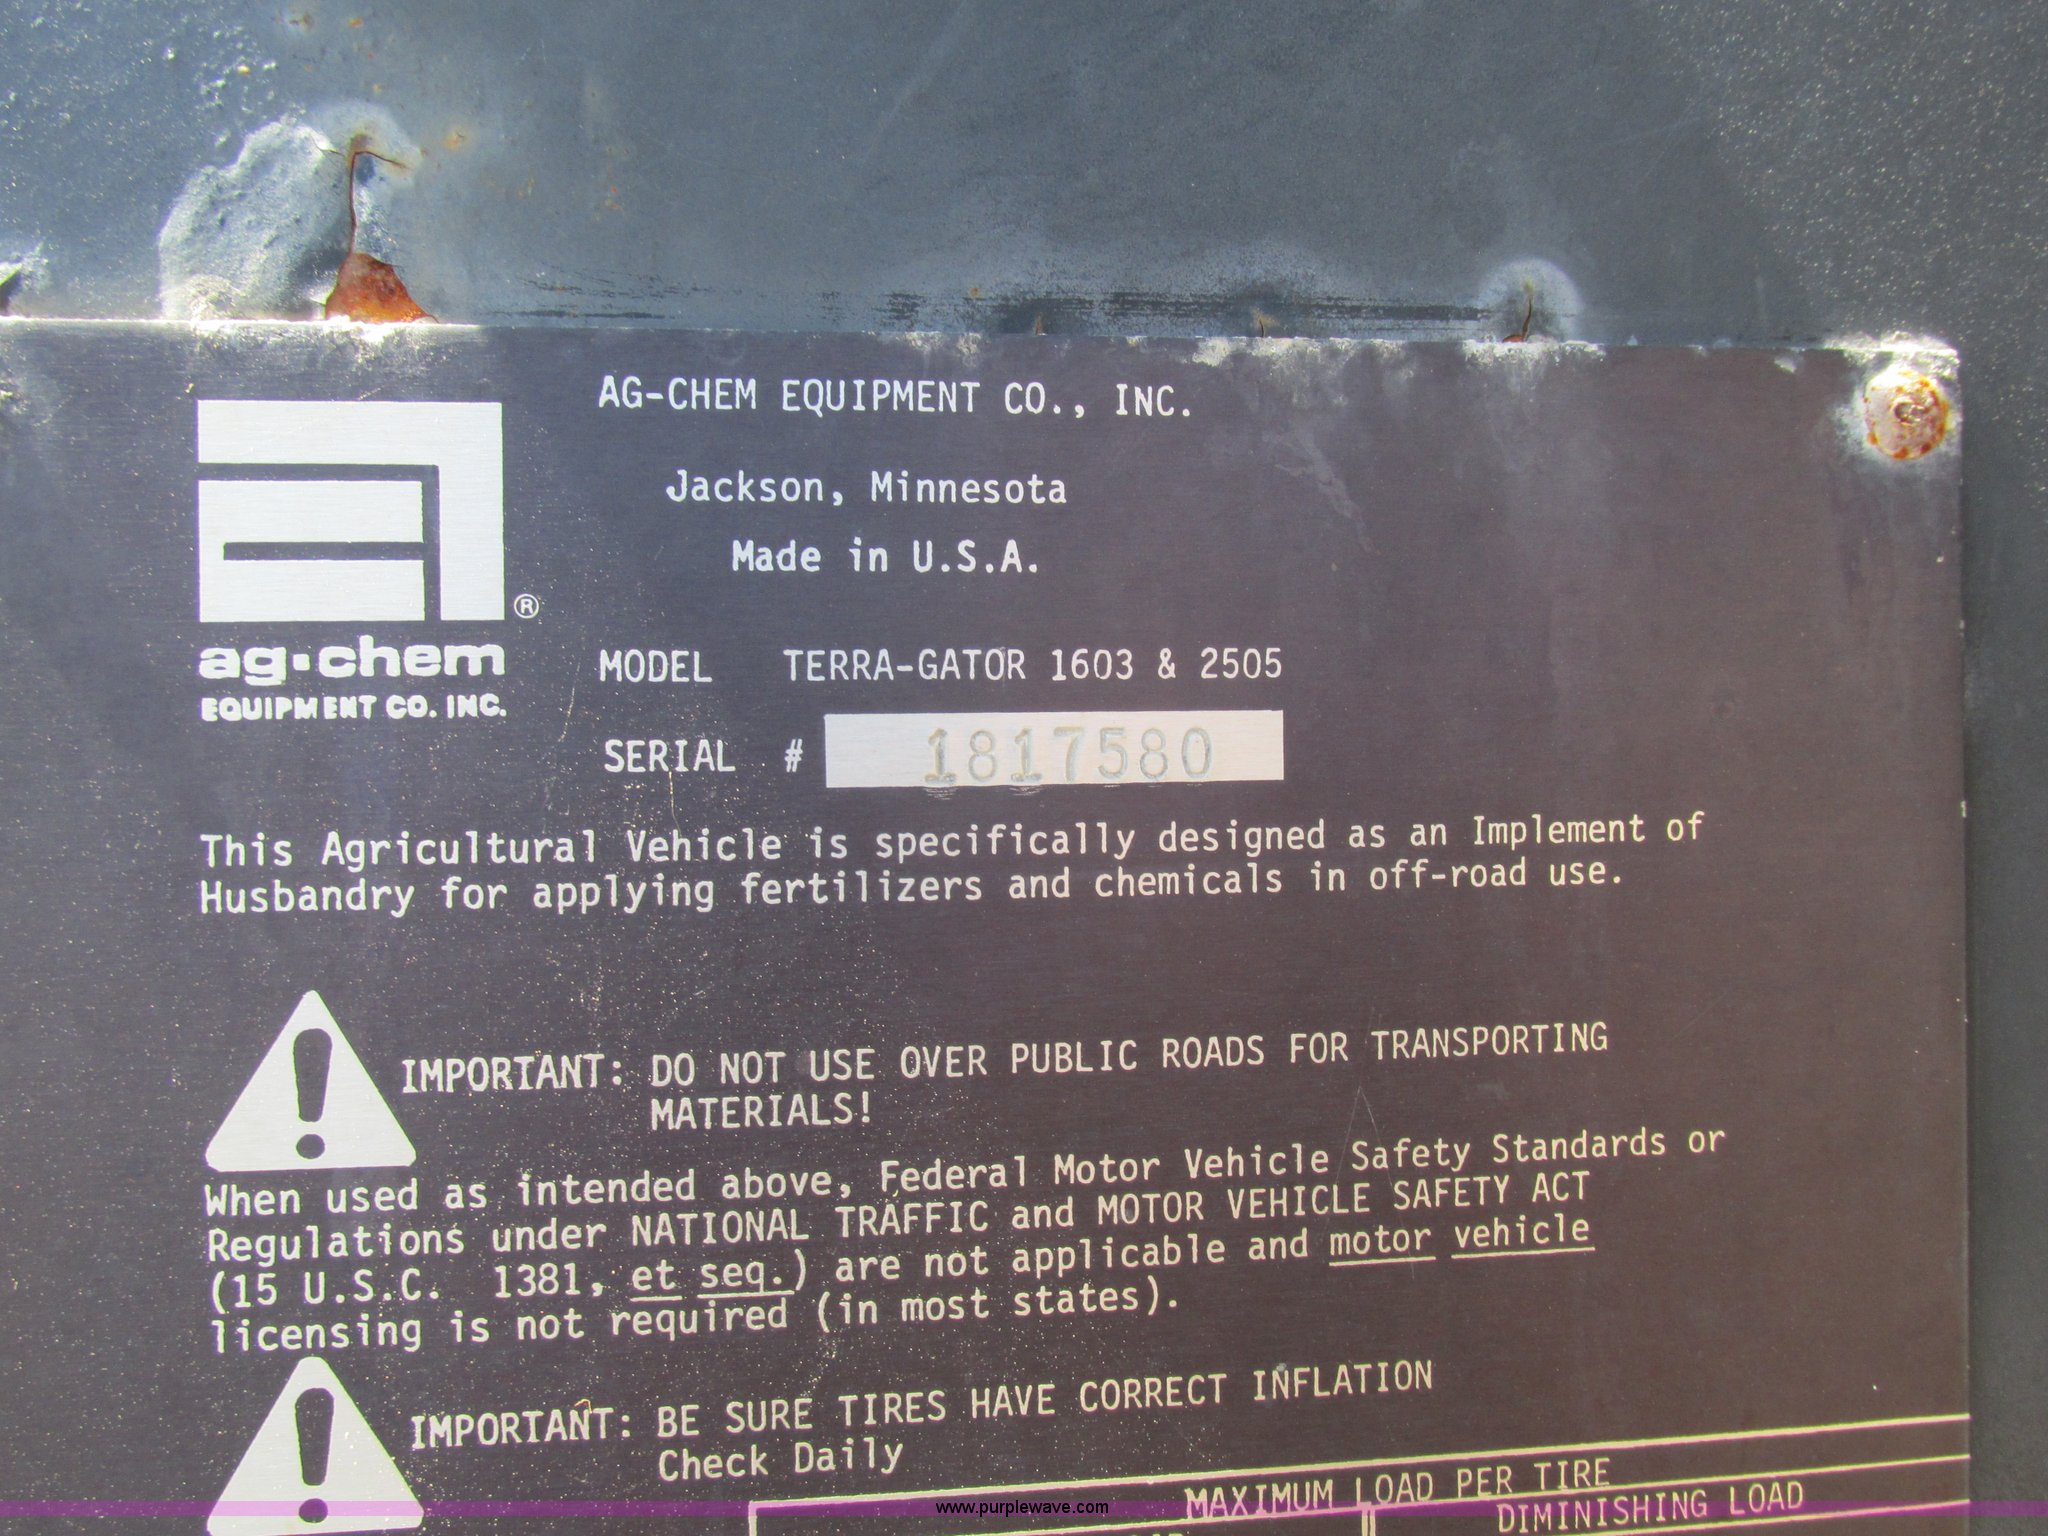 AG-CHEM EQUIPMENT CO., INC.
Jackson, Minnesota
Made in U.S.A.
®
ag·chem
EQUIPMENT CO. INC.
MODEL TERRA-GATOR 1603 & 2505
SERIAL # 1817580
This Agricultural Vehicle is specifically designed as an Implement of
Husbandry for applying fertilizers and chemicals in off-road use.
IMPORTANT: DO NOT USE OVER PUBLIC ROADS FOR TRANSPORTING
MATERIALS!
When used as intended above, Federal Motor Vehicle Safety Standards or
Regulations under NATIONAL TRAFFIC and MOTOR VEHICLE SAFETY ACT
(15 U.S.C. 1381, et seq.) are not applicable and motor vehicle
licensing is not required (in most states).
IMPORTANT: BE SURE TIRES HAVE CORRECT INFLATION
Check Daily
MAXIMUM LOAD PER TIRE
DIMINISHING LOAD
www.purplewave.com